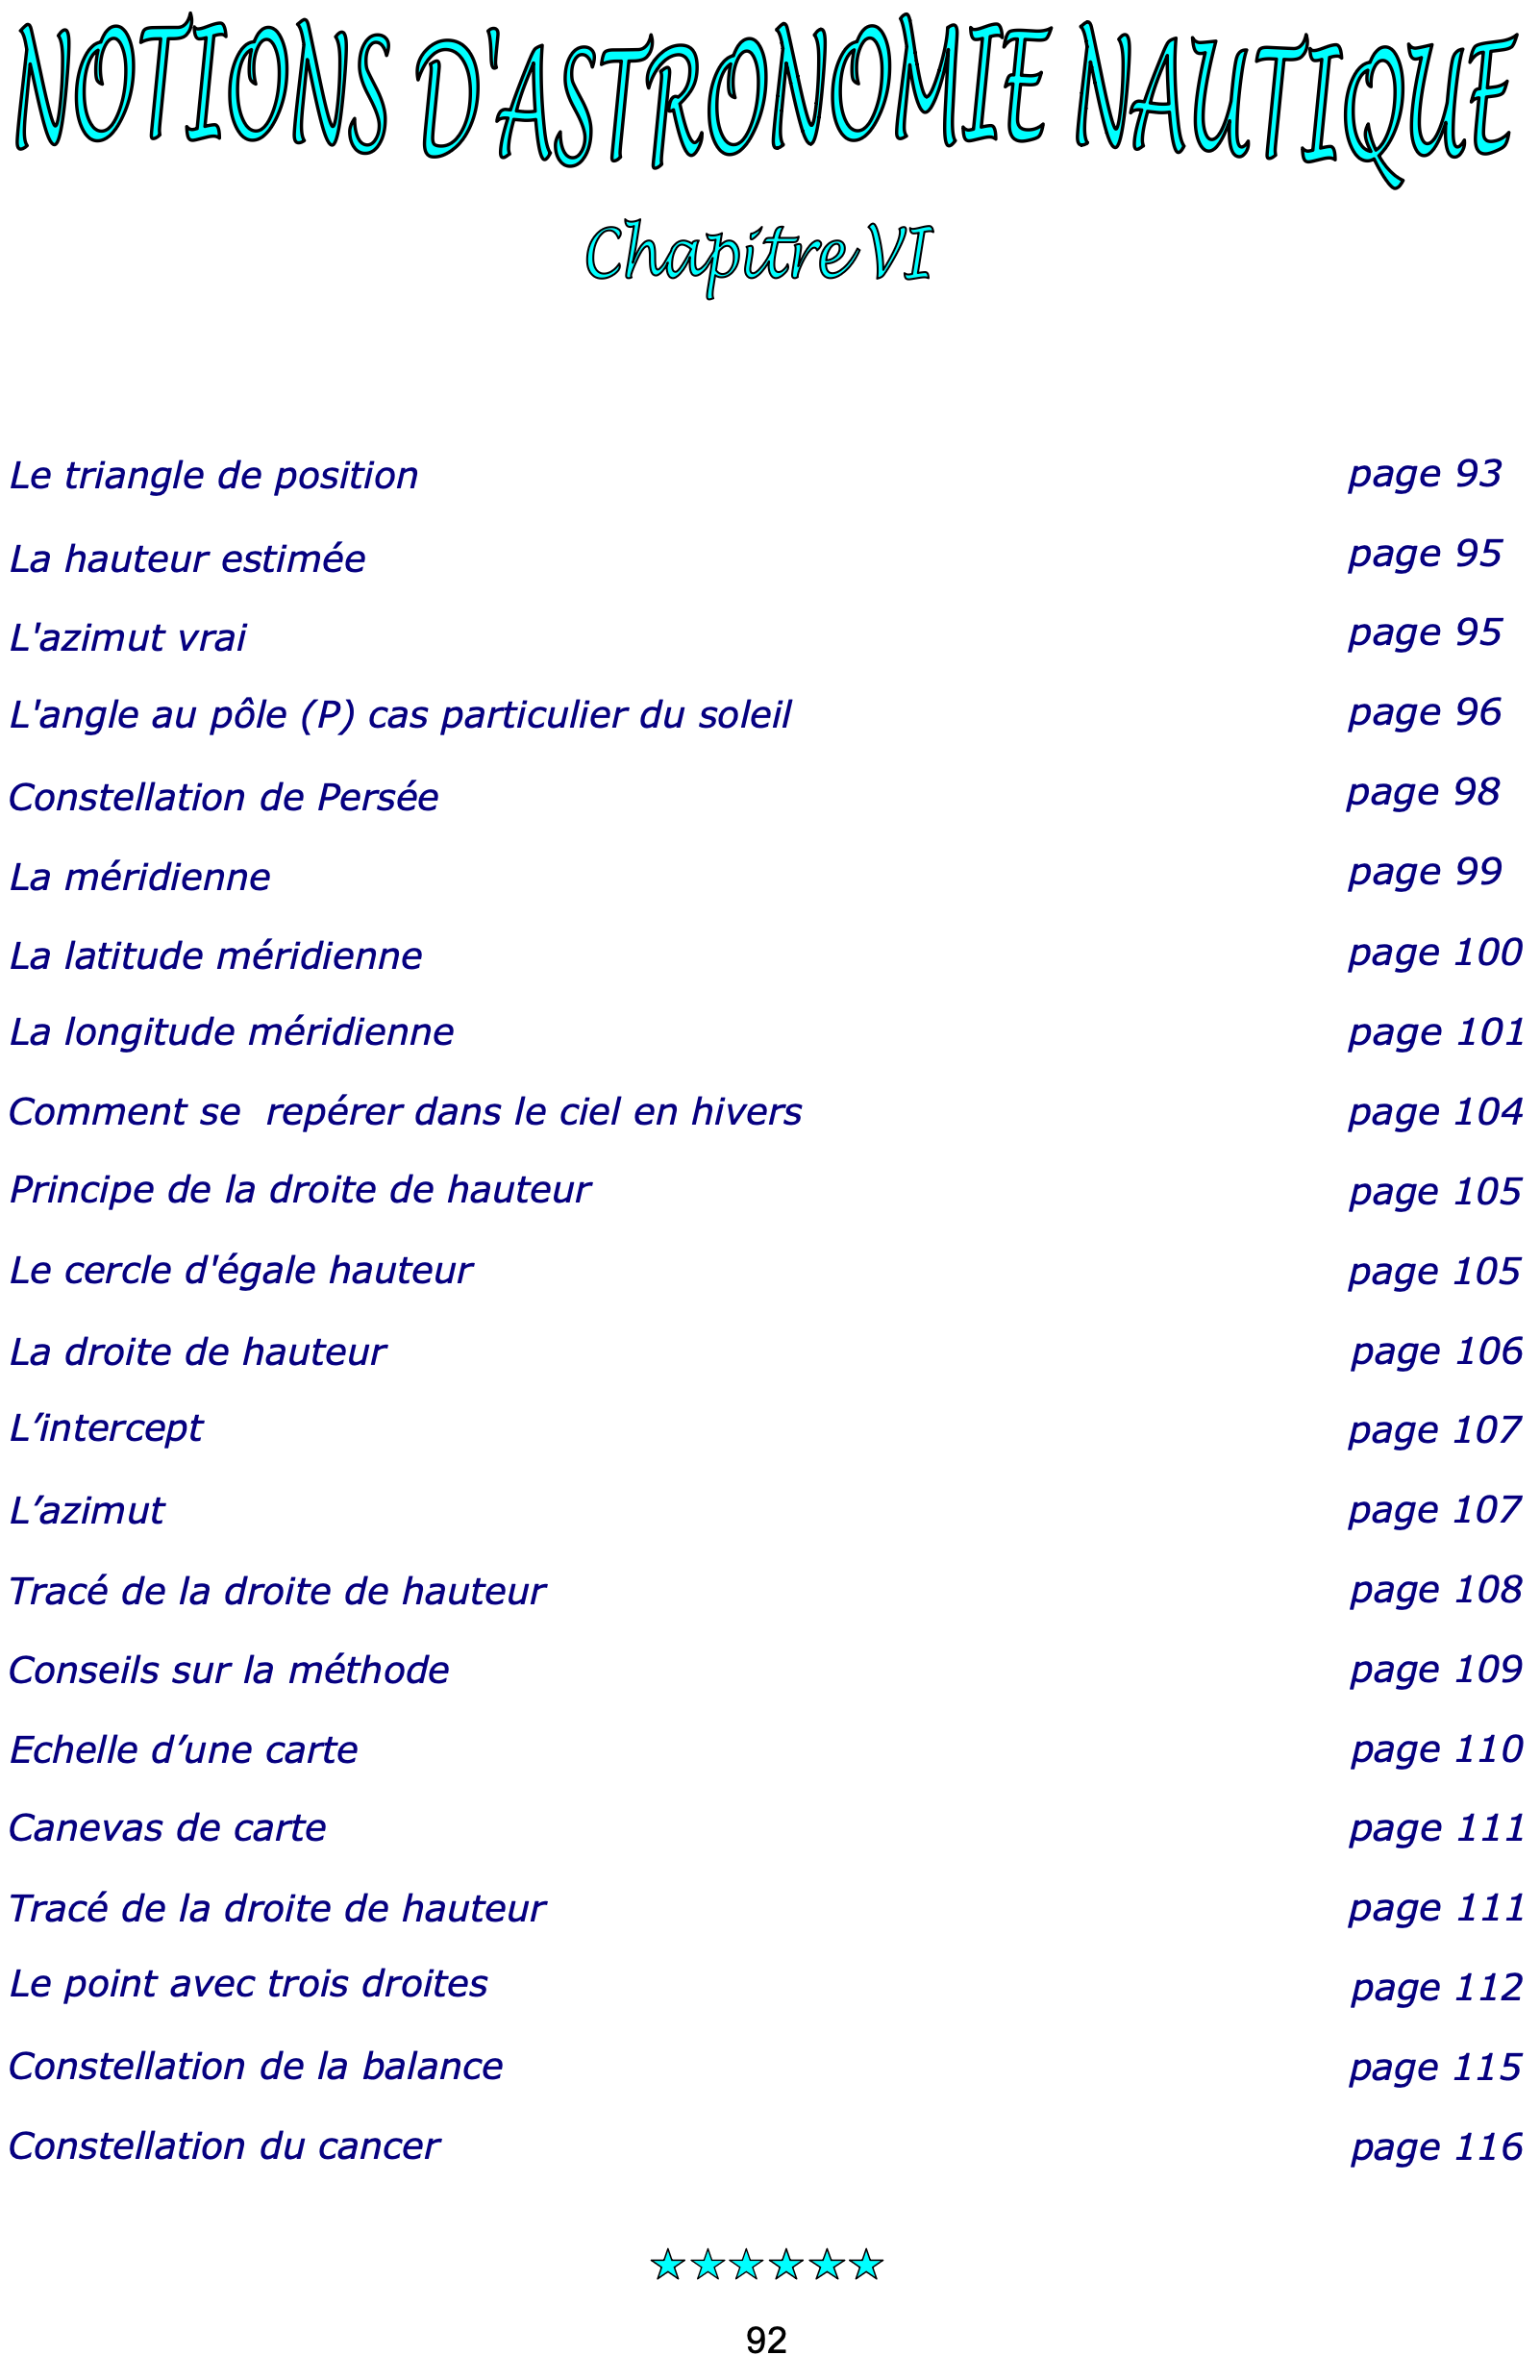 NOTIONS D'ASTRONOMIE NAUTIQUE
Chapitre VI
Le triangle de position page 93
La hauteur estimée page 95
L'azimut vrai page 95
L'angle au pôle (P) cas particulier du soleil page 96
Constellation de Persée page 98
La méridienne page 99
La latitude méridienne page 100
La longitude méridienne page 101
Comment se  repérer dans le ciel en hivers page 104
Principe de la droite de hauteur page 105
Le cercle d'égale hauteur page 105
La droite de hauteur page 106
L’intercept page 107
L’azimut page 107
Tracé de la droite de hauteur page 108
Conseils sur la méthode page 109
Echelle d’une carte page 110
Canevas de carte page 111
Tracé de la droite de hauteur page 111
Le point avec trois droites page 112
Constellation de la balance page 115
Constellation du cancer page 116
92